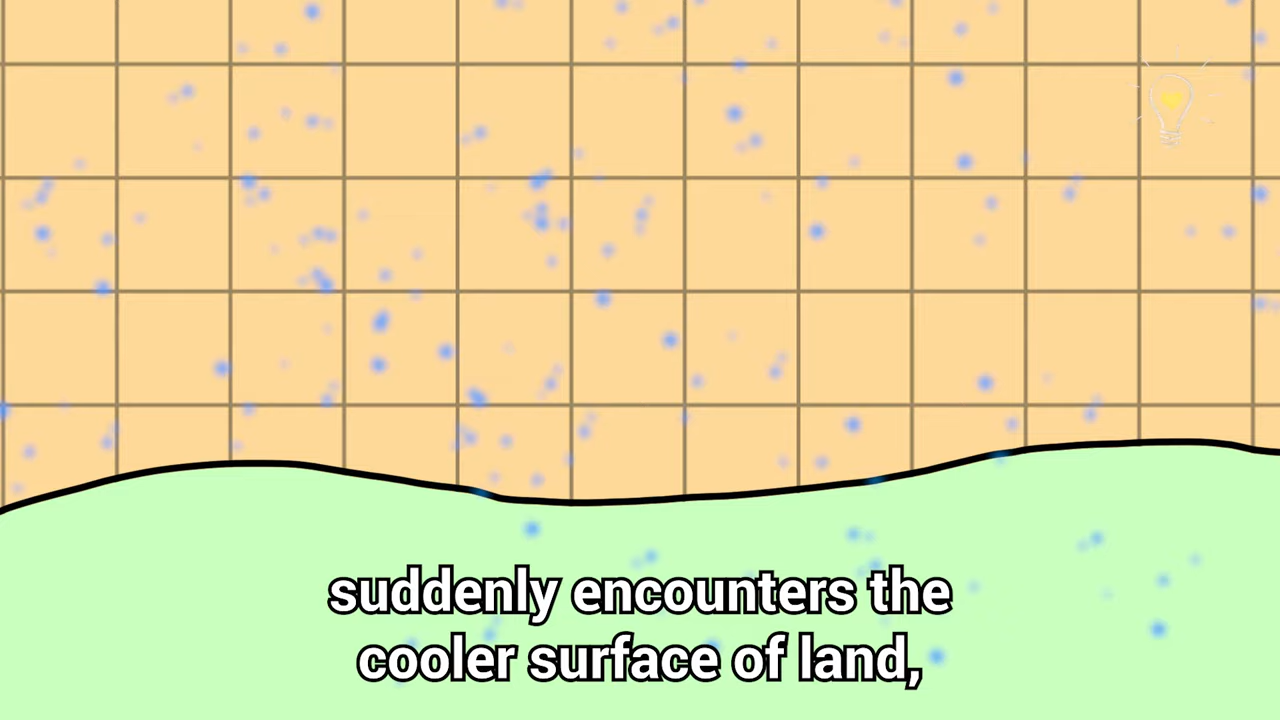 suddenly encounters the
cooler surface of land,